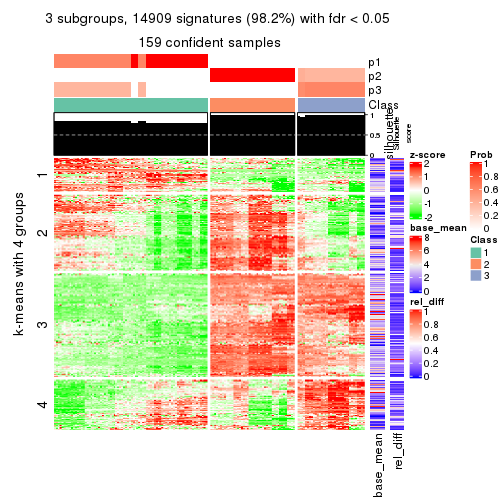 3 subgroups, 14909 signatures (98.2%) with fdr < 0.05
159 confident samples
p1
p2
p3
Class
1
0.5
0
silhouette
Silhouette
score
k-means with 4 groups
1
2
3
4
base_mean
rel_diff
z-score
2
1
0
-1
-2
base_mean
8
6
4
2
0
rel_diff
1
0.8
0.6
0.4
0.2
0
Prob
1
0.8
0.6
0.4
0.2
0
Class
1
2
3